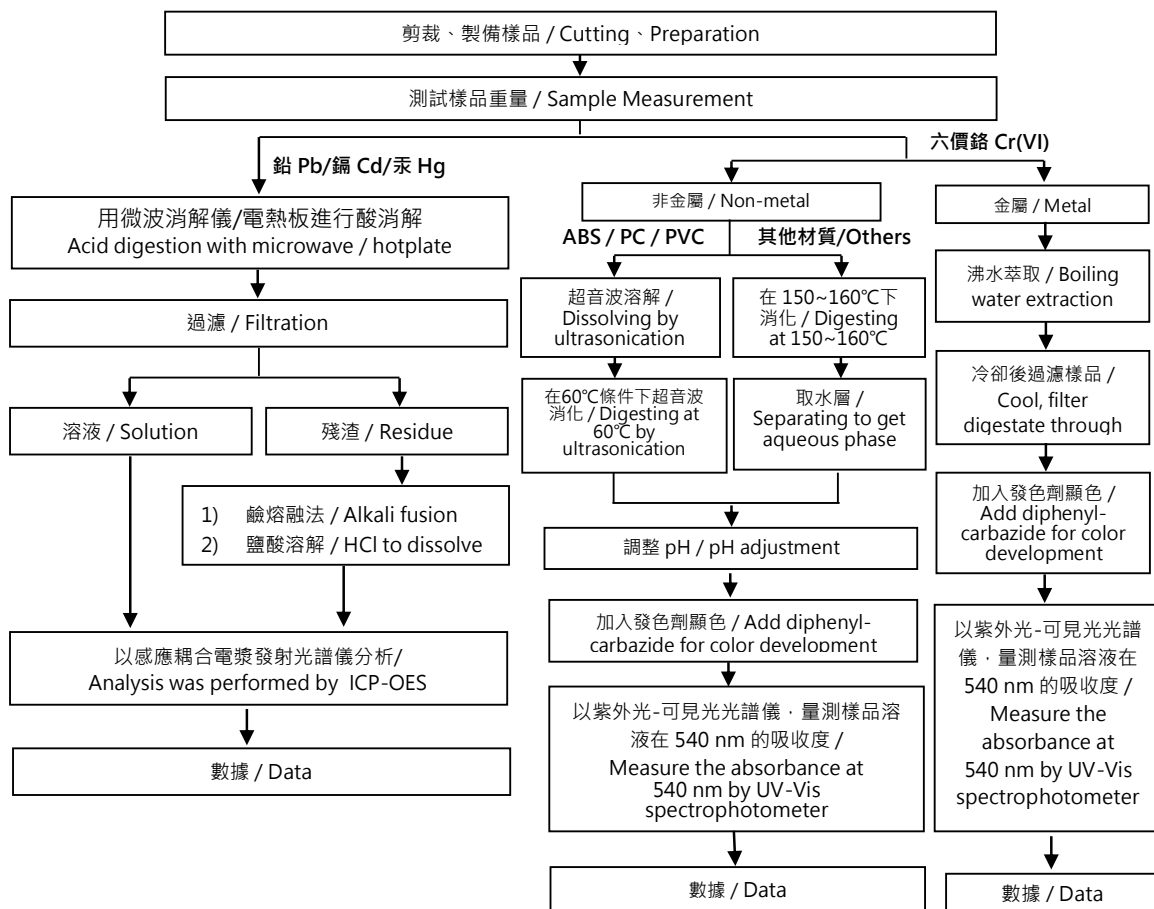 剪裁、製備樣品 / Cutting、Preparation
測試樣品重量 / Sample Measurement
鉛 Pb/鎘 Cd/汞 Hg
用微波消解儀/電熱板進行酸消解
Acid digestion with microwave / hotplate
過濾 / Filtration
溶液 / Solution
殘渣 / Residue
1) 鹼熔融法 / Alkali fusion
2) 鹽酸溶解 / HCl to dissolve
以感應耦合電漿發射光譜儀分析/
Analysis was performed by ICP-OES
數據 / Data
六價鉻 Cr(VI)
非金屬 / Non-metal
ABS / PC / PVC
超音波溶解 /
Dissolving by
ultrasonication
在60℃條件下超音波
消化 / Digesting at
60℃ by
ultrasonication
其他材質/Others
在 150~160℃下
消化 / Digesting
at 150~160℃
取水層 /
Separating to get
aqueous phase
調整 pH / pH adjustment
加入發色劑顯色 / Add diphenyl-
carbazide for color development
以紫外光-可見光光譜儀，量測樣品溶
液在 540 nm 的吸收度 /
Measure the absorbance at
540 nm by UV-Vis
spectrophotometer
數據 / Data
金屬 / Metal
沸水萃取 / Boiling
water extraction
冷卻後過濾樣品 /
Cool, filter
digestate through
加入發色劑顯色 /
Add diphenyl-
carbazide for color
development
以紫外光-可見光光譜
儀，量測樣品溶液在
540 nm 的吸收度 /
Measure the
absorbance at
540 nm by UV-Vis
spectrophotometer
數據 / Data